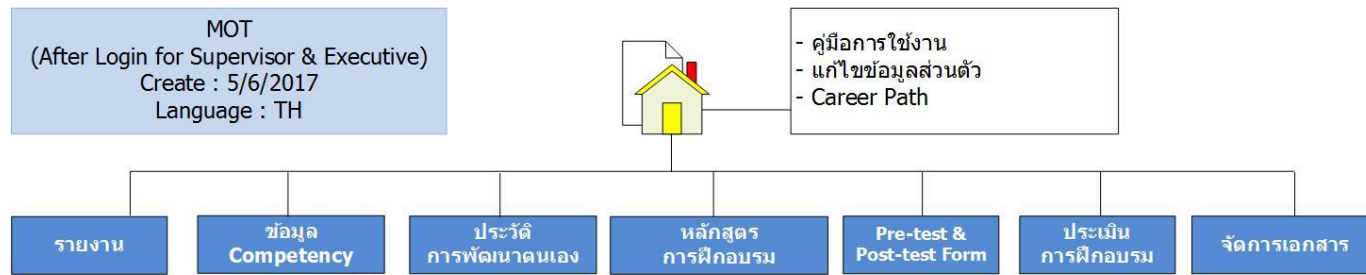 MOT
(After Login for Supervisor & Executive)
Create : 5/6/2017
Language : TH
- คู่มือการใช้งาน
- แก้ไขข้อมูลส่วนตัว
- Career Path
รายงาน
ข้อมูล
Competency
ประวัติ
การพัฒนาตนเอง
หลักสูตร
การฝึกอบรม
Pre-test &
Post-test Form
ประเมิน
การฝึกอบรม
จัดการเอกสาร